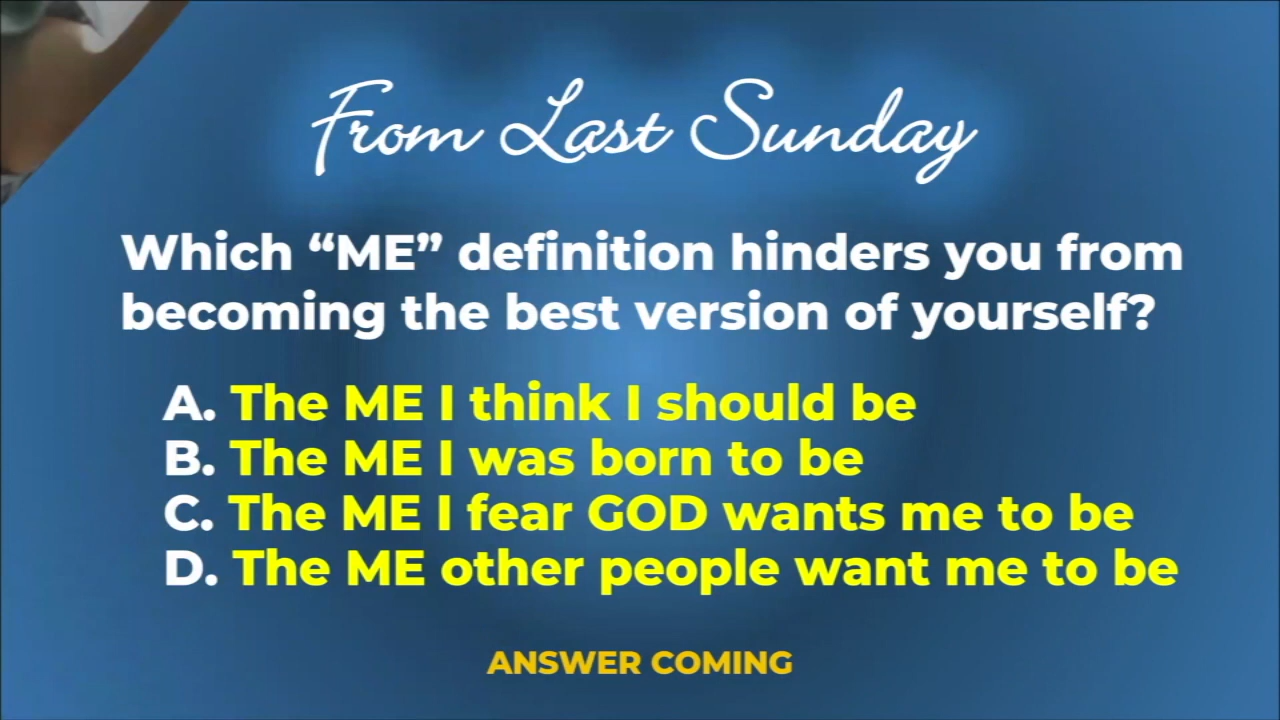 From Last Sunday
Which “ME” definition hinders you from
becoming the best version of yourself?
A. The ME I think I should be
B. The ME I was born to be
C. The ME I fear GOD wants me to be
D. The ME other people want me to be
ANSWER COMING